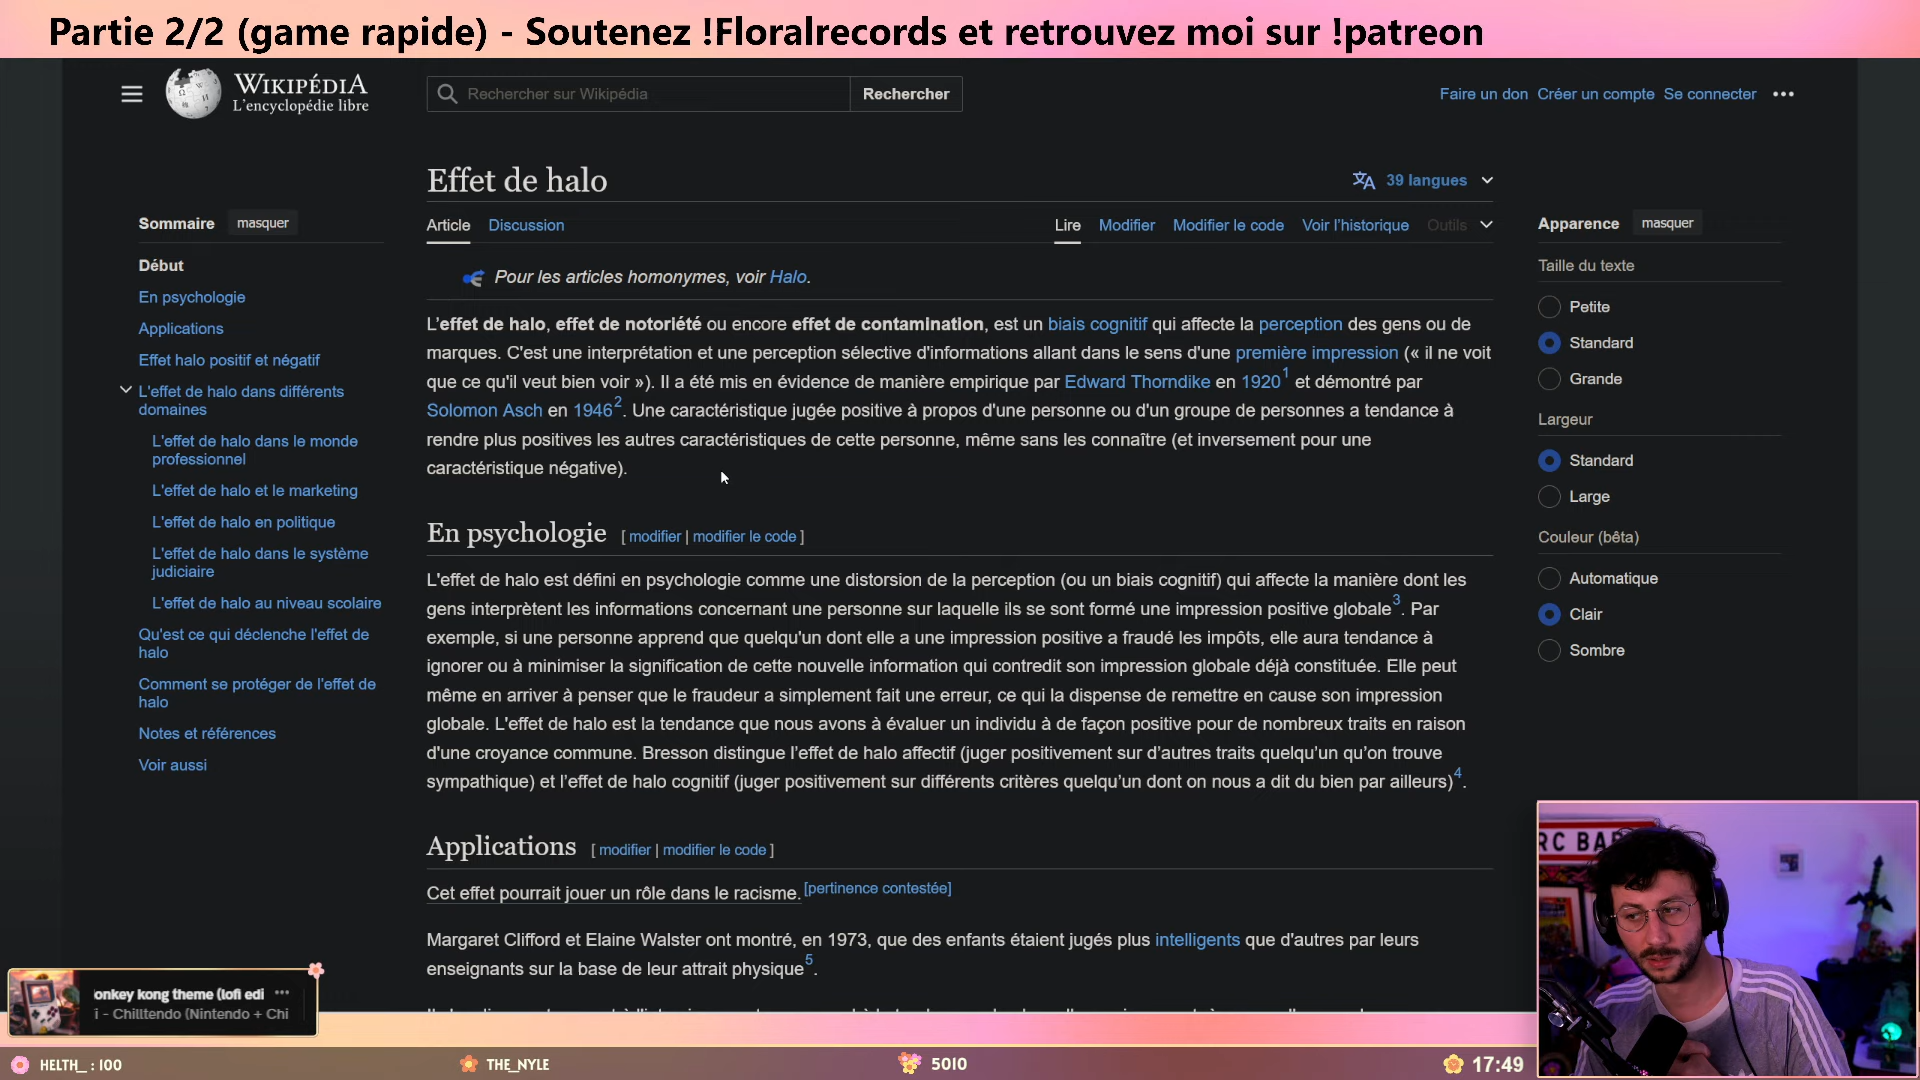 Partie 2/2 (game rapide) - Soutenez !Floralrecords et retrouvez moi sur !patreon
WIKIPÉDIA
L'encyclopédie libre
Rechercher sur Wikipédia
Rechercher
Faire un don Créer un compte Se connecter
Effet de halo
39 langues
Article Discussion
Lire Modifier Modifier le code Voir l'historique Outils
Sommaire masquer
Début
En psychologie
Applications
Effet halo positif et négatif
L'effet de halo dans différents
domaines
L'effet de halo dans le monde
professionnel
L'effet de halo et le marketing
L'effet de halo en politique
L'effet de halo dans le système
judiciaire
L'effet de halo au niveau scolaire
Qu'est ce qui déclenche l'effet de
halo
Comment se protéger de l'effet de
halo
Notes et références
Voir aussi
Pour les articles homonymes, voir Halo.
L'effet de halo, effet de notoriété ou encore effet de contamination, est un biais cognitif qui affecte la perception des gens ou de
marques. C'est une interprétation et une perception sélective d'informations allant dans le sens d'une première impression (« il ne voit
que ce qu'il veut bien voir »). Il a été mis en évidence de manière empirique par Edward Thorndike en 1920¹ et démontré par
Solomon Asch en 1946². Une caractéristique jugée positive à propos d'une personne ou d'un groupe de personnes a tendance à
rendre plus positives les autres caractéristiques de cette personne, même sans les connaître (et inversement pour une
caractéristique négative).
En psychologie [ modifier | modifier le code ]
L'effet de halo est défini en psychologie comme une distorsion de la perception (ou un biais cognitif) qui affecte la manière dont les
gens interprètent les informations concernant une personne sur laquelle ils se sont formé une impression positive globale³. Par
exemple, si une personne apprend que quelqu'un dont elle a une impression positive a fraudé les impôts, elle aura tendance à
ignorer ou à minimiser la signification de cette nouvelle information qui contredit son impression globale déjà constituée. Elle peut
même en arriver à penser que le fraudeur a simplement fait une erreur, ce qui la dispense de remettre en cause son impression
globale. L'effet de halo est la tendance que nous avons à évaluer un individu à de façon positive pour de nombreux traits en raison
d'une croyance commune. Bresson distingue l'effet de halo affectif (juger positivement sur d'autres traits quelqu'un qu'on trouve
sympathique) et l'effet de halo cognitif (juger positivement sur différents critères quelqu'un dont on nous a dit du bien par ailleurs)⁴.
Applications [ modifier | modifier le code ]
Cet effet pourrait jouer un rôle dans le racisme.[pertinence contestée]
Margaret Clifford et Elaine Walster ont montré, en 1973, que des enfants étaient jugés plus intelligents que d'autres par leurs
enseignants sur la base de leur attrait physique⁵.
Apparence masquer
Taille du texte
Petite
Standard
Grande
Largeur
Standard
Large
Couleur (bêta)
Automatique
Clair
Sombre
RC BA
onkey kong theme (lofi edi
i - Chilltendo (Nintendo + Chi
HELTH_ : 100
THE_NYLE
5010
17:49